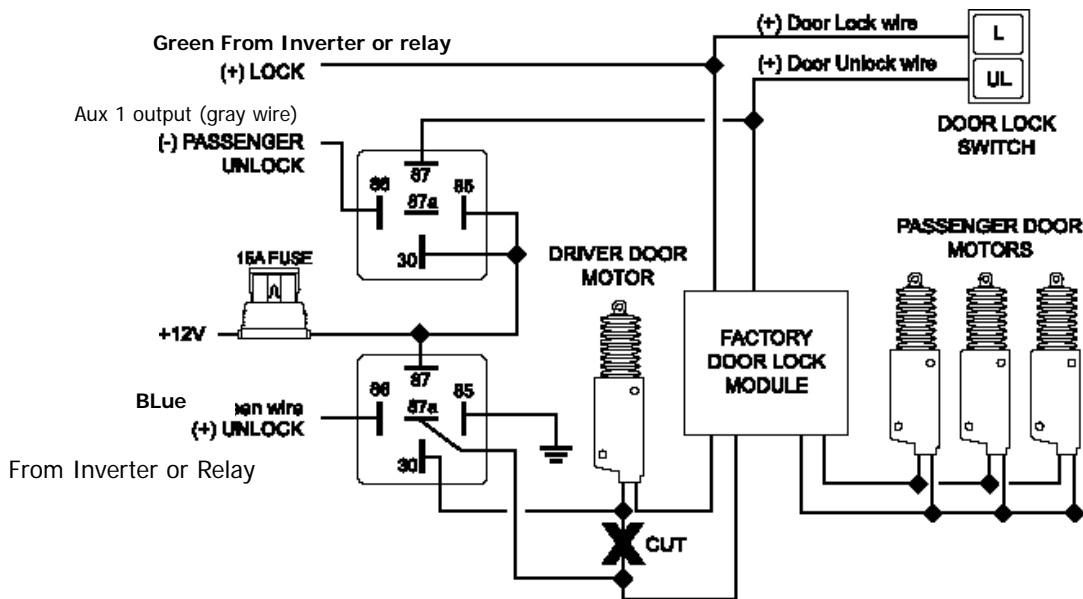 Green From Inverter or relay
(+) LOCK
(+) Door Lock wire
L
(+) Door Unlock wire
UL
DOOR LOCK
SWITCH
Aux 1 output (gray wire)
(-) PASSENGER
UNLOCK
87
86
87a
85
30
15A FUSE
+12V
DRIVER DOOR
MOTOR
PASSENGER DOOR
MOTORS
FACTORY
DOOR LOCK
MODULE
87
86
87a
85
30
BLue
wire
(+) UNLOCK
From Inverter or Relay
X CUT